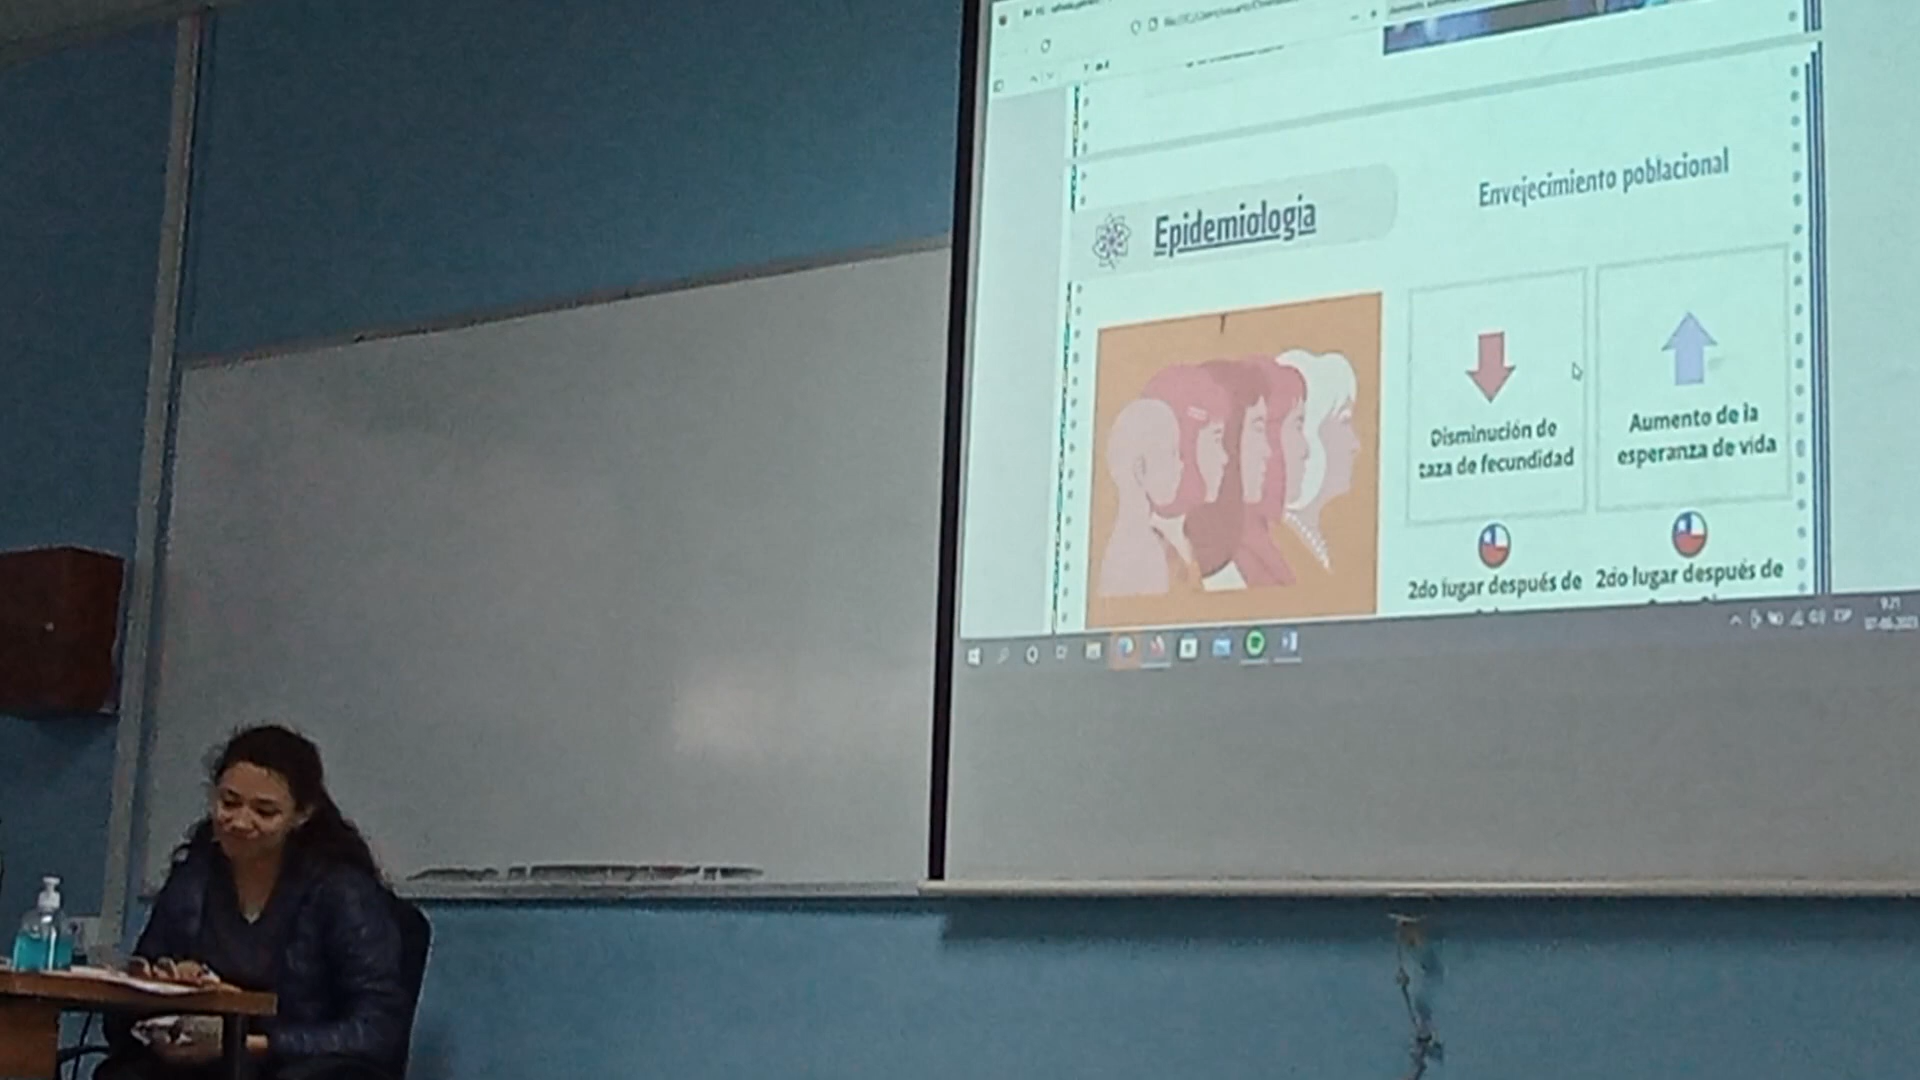 Envejecimiento poblacional
Epidemiologia
Disminución de
taza de fecundidad
Aumento de la
esperanza de vida
2do lugar después de
2do lugar después de
ESP